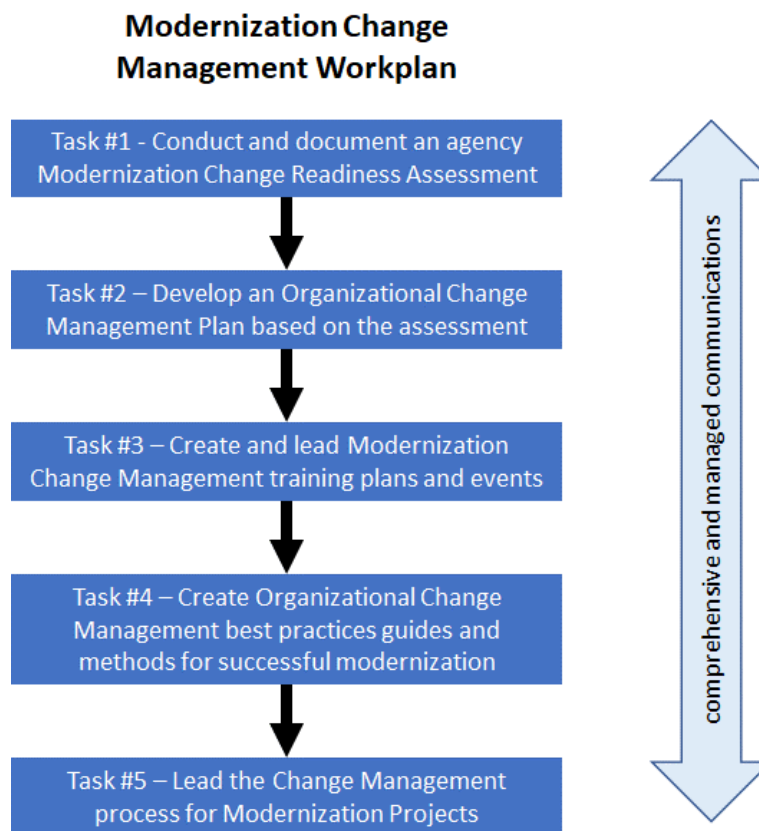 Modernization Change
Management Workplan
Task #1 - Conduct and document an agency
Modernization Change Readiness Assessment
Task #2 – Develop an Organizational Change
Management Plan based on the assessment
Task #3 – Create and lead Modernization
Change Management training plans and events
Task #4 – Create Organizational Change
Management best practices guides and
methods for successful modernization
Task #5 – Lead the Change Management
process for Modernization Projects
comprehensive and managed communications